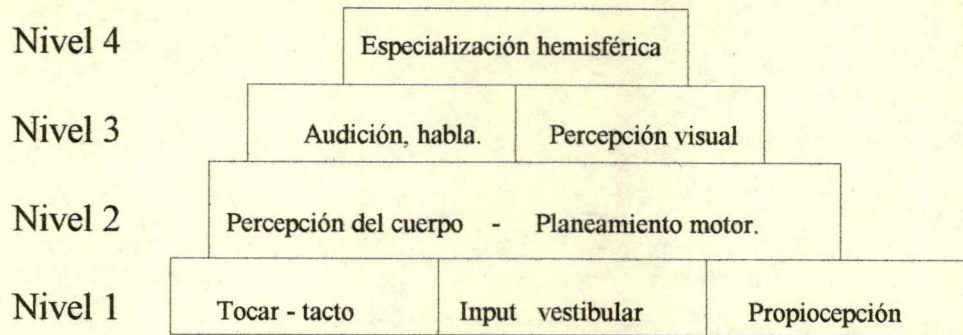 Nivel 4 Especialización hemisférica
Nivel 3 Audición, habla. Percepción visual
Nivel 2 Percepción del cuerpo - Planeamiento motor.
Nivel 1 Tocar - tacto Input vestibular Propiocepción